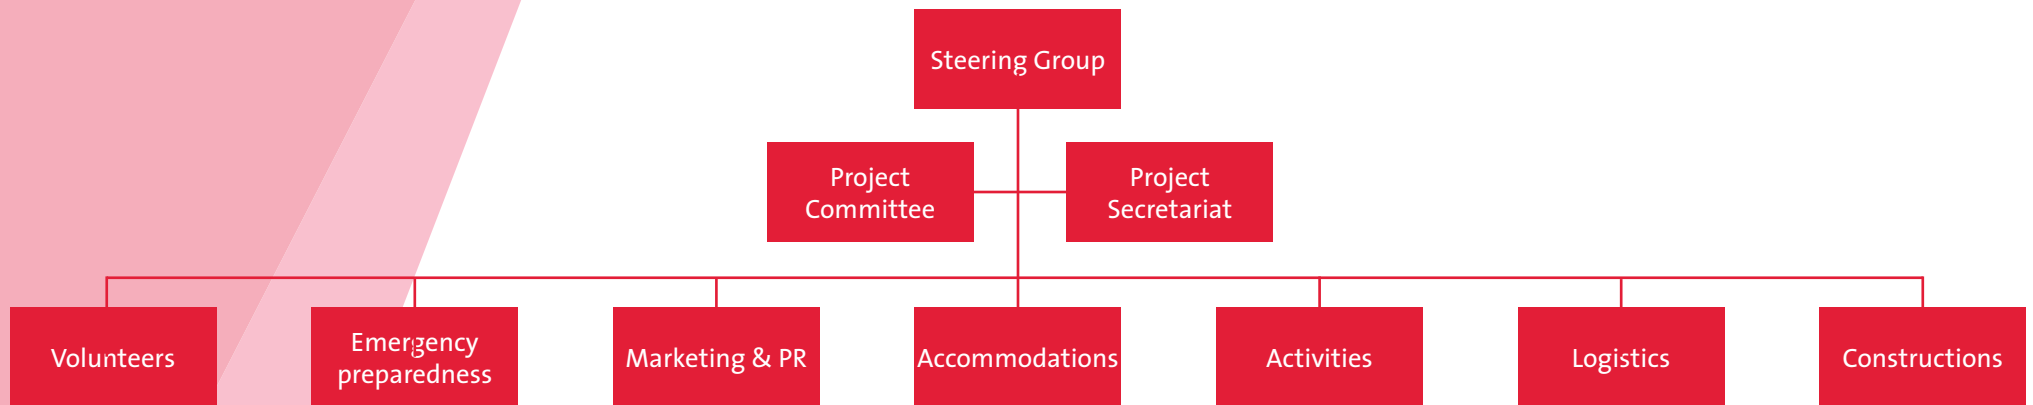 Steering Group
Project
Committee
Project
Secretariat
Volunteers
Emergency
preparedness
Marketing & PR
Accommodations
Activities
Logistics
Constructions